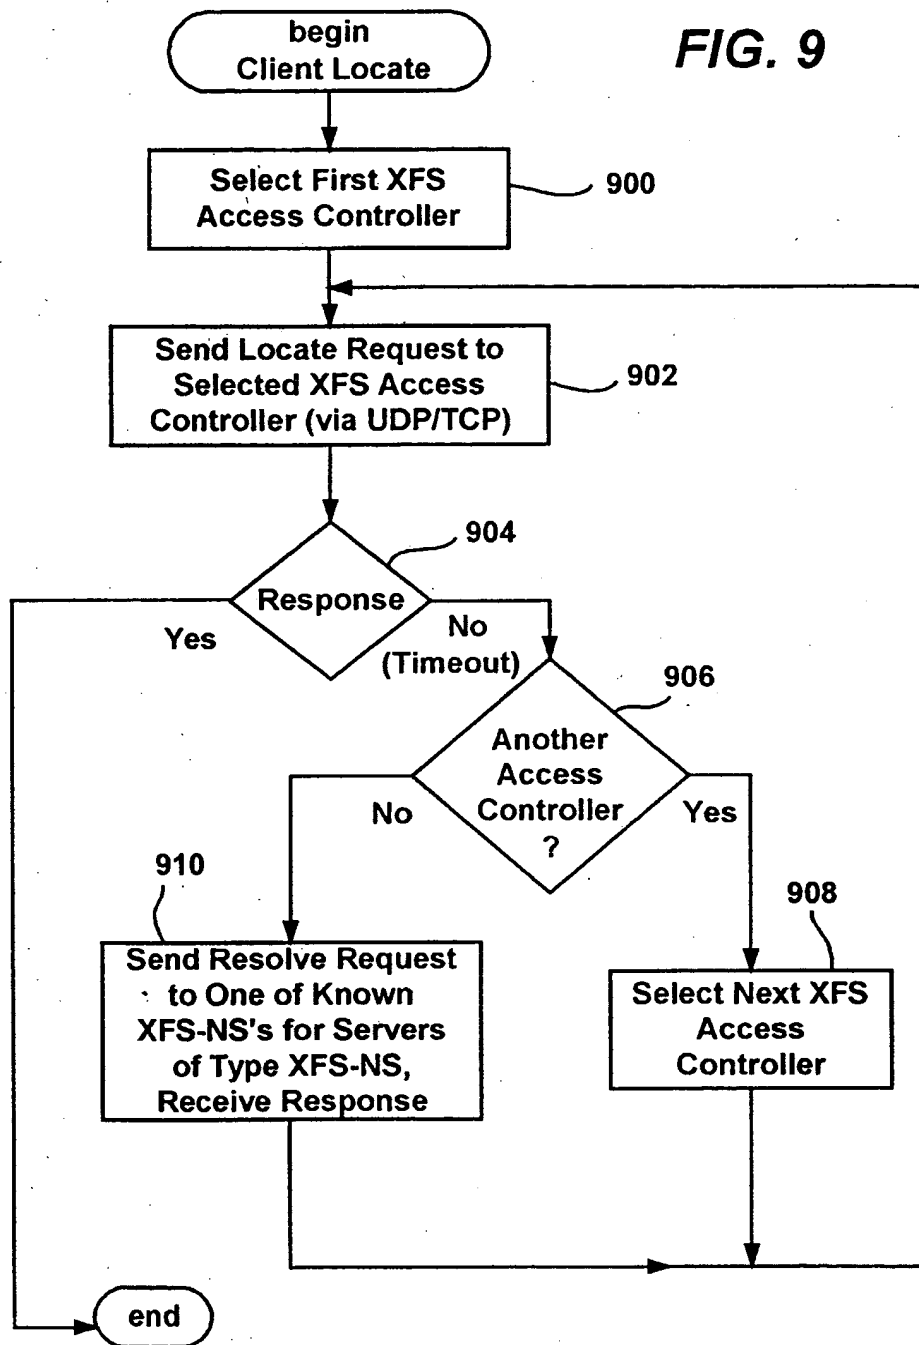 begin
Client Locate
FIG. 9
Select First XFS
Access Controller
900
Send Locate Request to
Selected XFS Access
Controller (via UDP/TCP)
902
904
Response
Yes
No
(Timeout)
906
Another
Access
Controller
?
No
Yes
910
908
Send Resolve Request
to One of Known
XFS-NS's for Servers
of Type XFS-NS,
Receive Response
Select Next XFS
Access
Controller
end